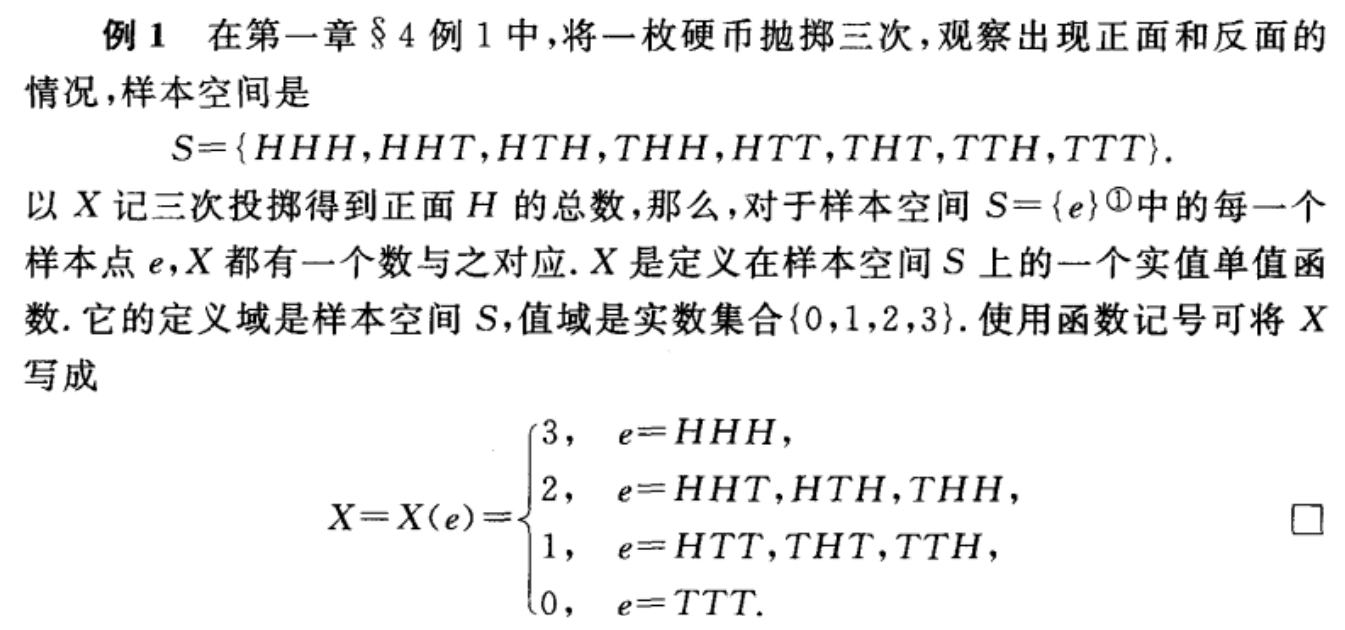 例 1 在第一章 § 4 例 1 中,将一枚硬币抛掷三次,观察出现正面和反面的
情况,样本空间是
S={HHH,HHT,HTH,THH,HTT,THT,TTH,TTT}.
以 X 记三次投掷得到正面 H 的总数,那么,对于样本空间 S={e}①中的每一个
样本点 e,X 都有一个数与之对应. X 是定义在样本空间 S 上的一个实值单值函
数. 它的定义域是样本空间 S,值域是实数集合{0,1,2,3}. 使用函数记号可将 X
写成
3, e=HHH,
2, e=HHT,HTH,THH,
X=X(e)={ □
1, e=HTT,THT,TTH,
0, e=TTT.